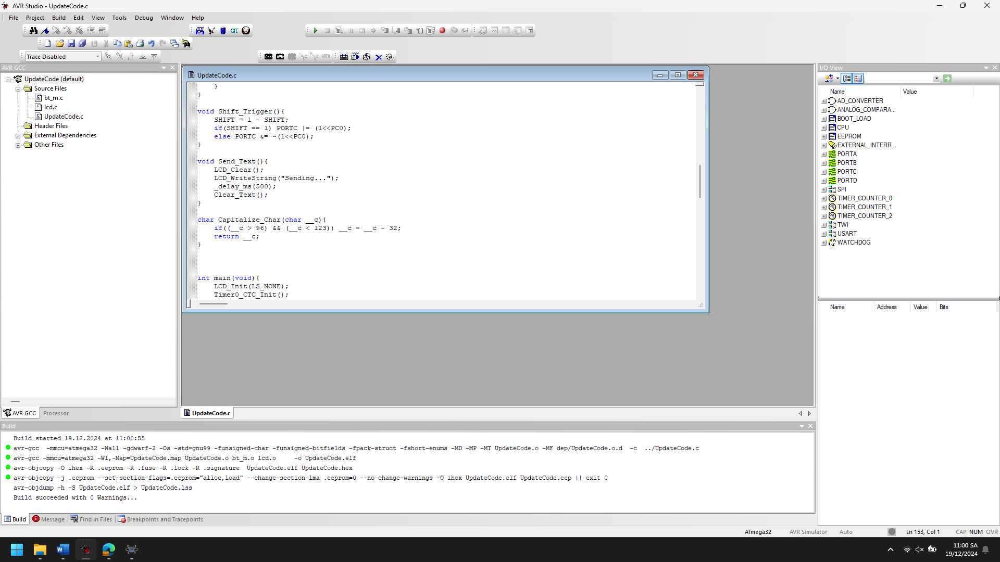 AVR Studio - UpdateCode.c
File Project Build Edit View Tools Debug Window Help
Trace Disabled
Con AVR AUTO
AVR GCC
UpdateCode (default)
Source Files
bt_m.c
lcd.c
UpdateCode.c
Header Files
External Dependencies
Other Files
AVR GCC Processor
UpdateCode.c
}
}
void Shift_Trigger(){
SHIFT = 1 - SHIFT;
if(SHIFT == 1) PORTC |= (1<<PC0);
else PORTC &= ~(1<<PC0);
}
void Send_Text(){
LCD_Clear();
LCD_WriteString("Sending...");
_delay_ms(500);
Clear_Text();
}
char Capitalize_Char(char __c){
if((__c > 96) && (__c < 123)) __c = __c - 32;
return __c;
}
int main(void){
LCD_Init(LS_NONE);
Timer0_CTC_Init();
UpdateCode.c
I/O View
Name Value
AD_CONVERTER
ANALOG_COMPARA...
BOOT_LOAD
CPU
EEPROM
EXTERNAL_INTERR...
PORTA
PORTB
PORTC
PORTD
SPI
TIMER_COUNTER_0
TIMER_COUNTER_1
TIMER_COUNTER_2
TWI
USART
WATCHDOG
Name Address Value Bits
Build
Build started 19.12.2024 at 11:00:55
avr-gcc -mmcu=atmega32 -Wall -gdwarf-2 -Os -std=gnu99 -funsigned-char -funsigned-bitfields -fpack-struct -fshort-enums -MD -MP -MT UpdateCode.o -MF dep/UpdateCode.o.d -c ../UpdateCode.c
avr-gcc -mmcu=atmega32 -Wl,-Map=UpdateCode.map UpdateCode.o bt_m.o lcd.o -o UpdateCode.elf
avr-objcopy -O ihex -R .eeprom -R .fuse -R .lock -R .signature UpdateCode.elf UpdateCode.hex
avr-objcopy -j .eeprom --set-section-flags=.eeprom="alloc,load" --change-section-lma .eeprom=0 --no-change-warnings -O ihex UpdateCode.elf UpdateCode.eep || exit 0
avr-objdump -h -S UpdateCode.elf > UpdateCode.lss
Build succeeded with 0 Warnings...
Build Message Find in Files Breakpoints and Tracepoints
ATmega32 AVR Simulator Auto Ln 153, Col 1 CAP NUM OVR
11:00 SA
19/12/2024